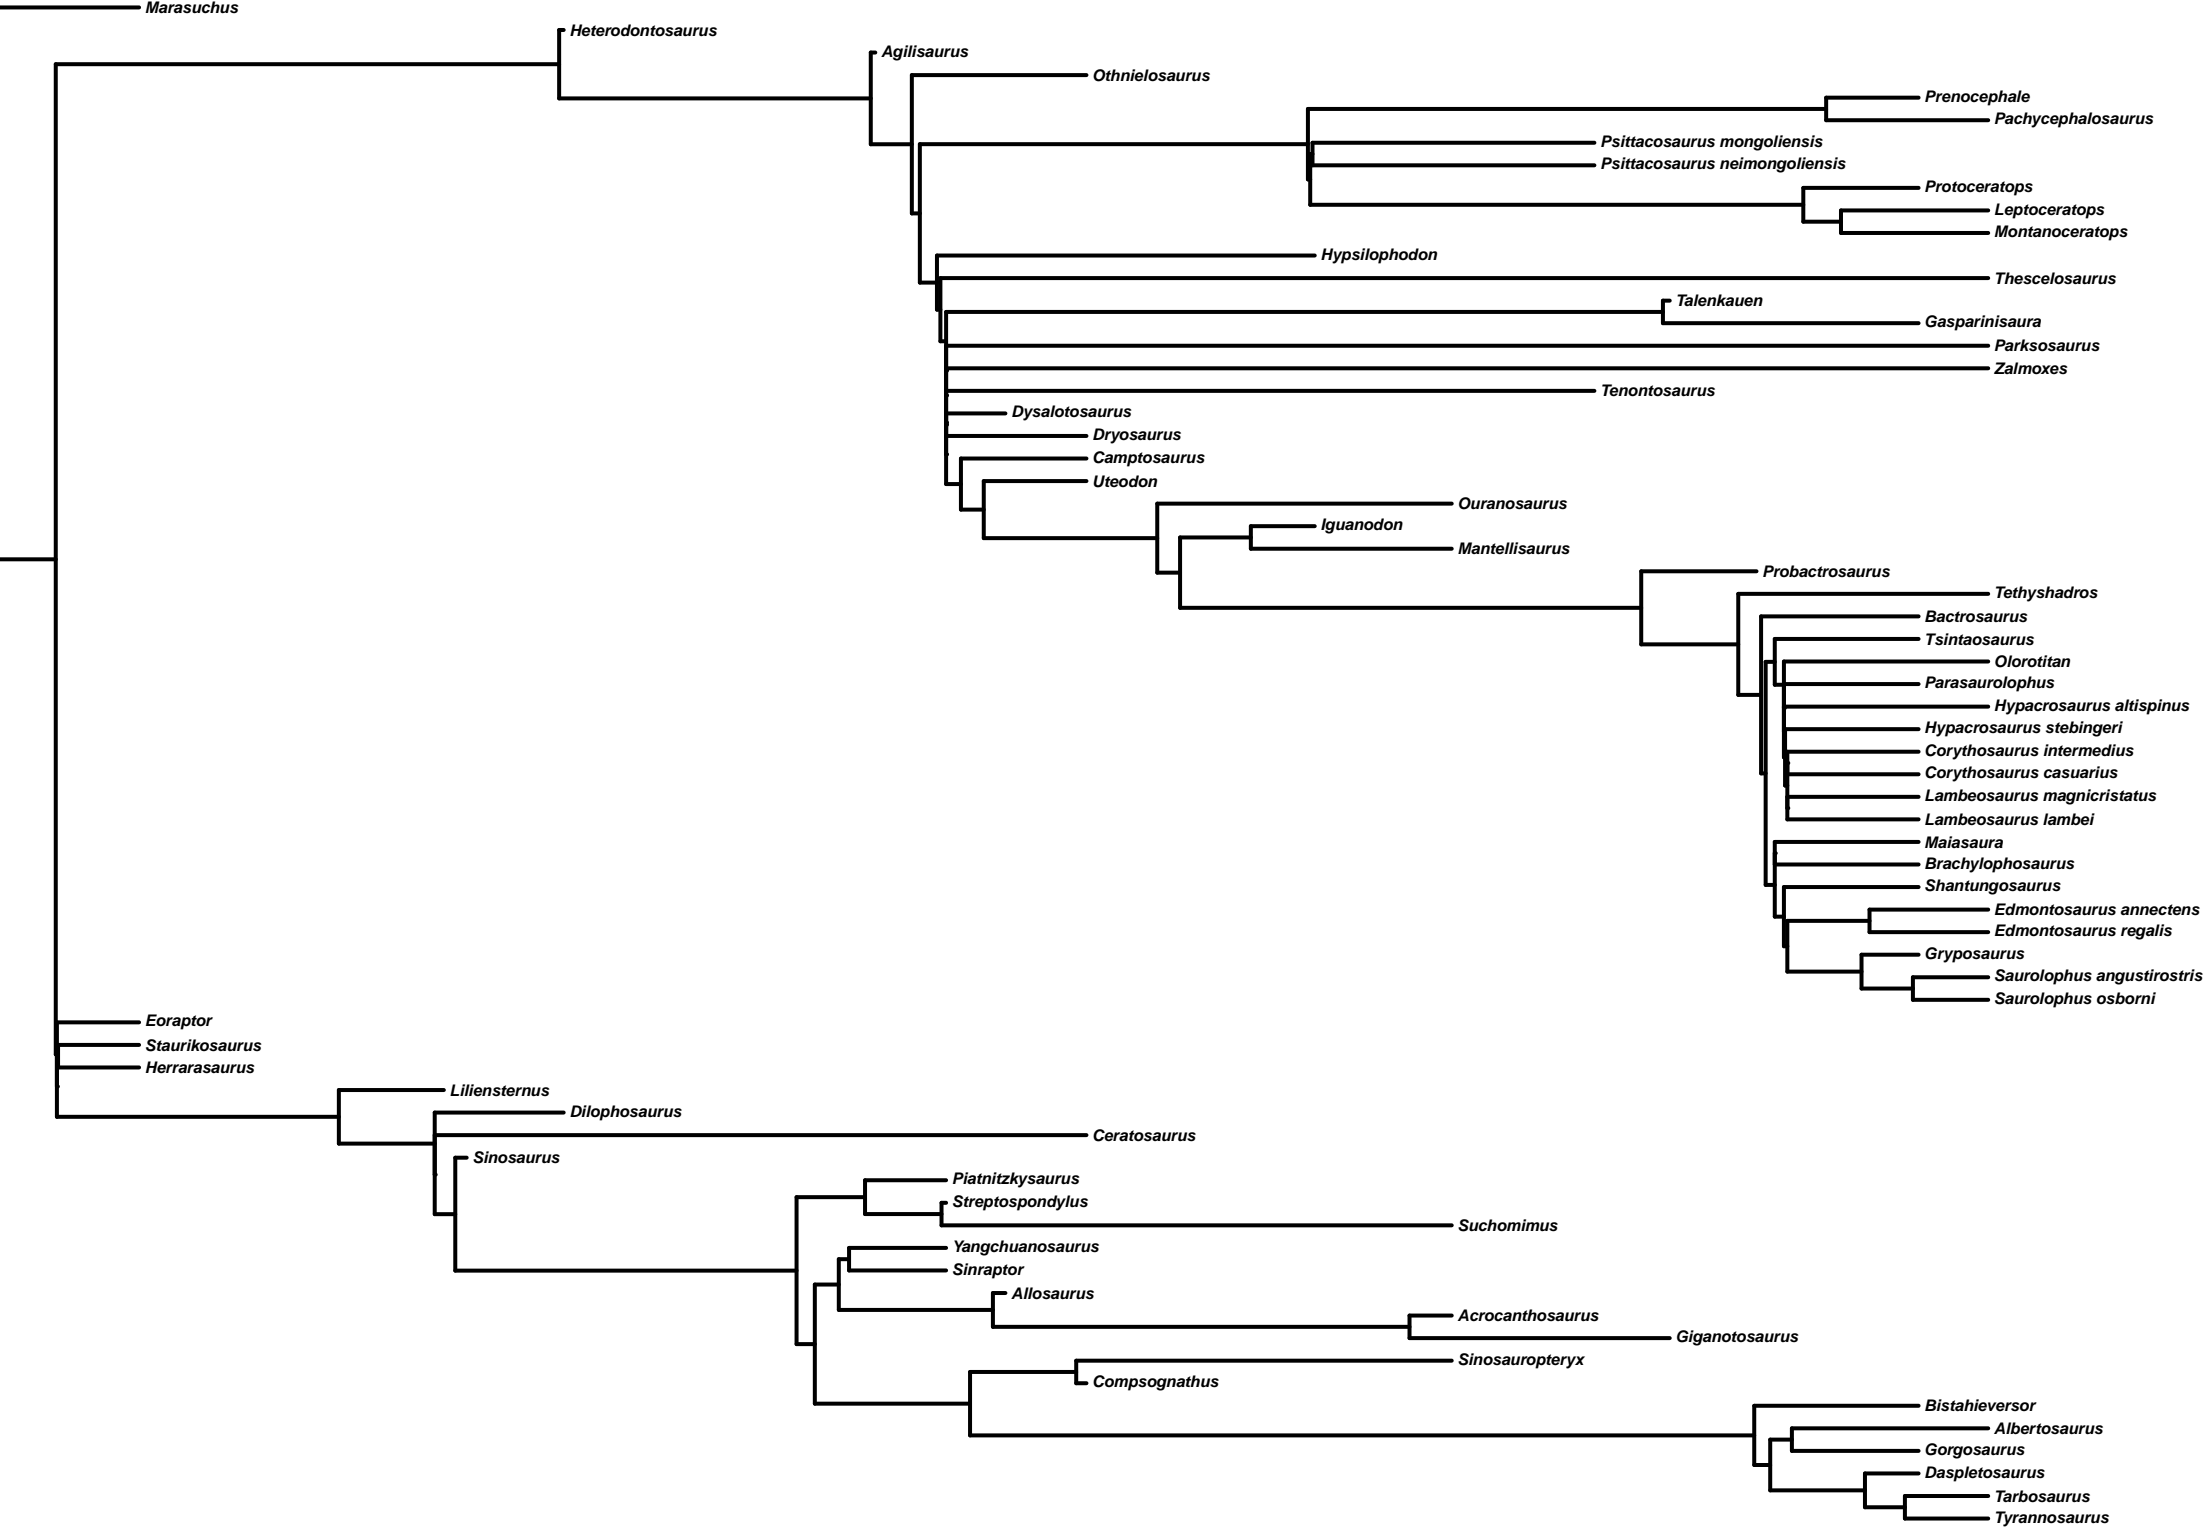 Marasuchus
Heterodontosaurus
Agilisaurus
Othnielosaurus
Prenocephale
Pachycephalosaurus
Psittacosaurus mongoliensis
Psittacosaurus neimongoliensis
Protoceratops
Leptoceratops
Montanoceratops
Hypsilophodon
Thescelosaurus
Talenkauen
Gasparinisaura
Parksosaurus
Zalmoxes
Tenontosaurus
Dysalotosaurus
Dryosaurus
Camptosaurus
Uteodon
Ouranosaurus
Iguanodon
Mantellisaurus
Probactrosaurus
Tethyshadros
Bactrosaurus
Tsintaosaurus
Olorotitan
Parasaurolophus
Hypacrosaurus altispinus
Hypacrosaurus stebingeri
Corythosaurus intermedius
Corythosaurus casuarius
Lambeosaurus magnicristatus
Lambeosaurus lambei
Maiasaura
Brachylophosaurus
Shantungosaurus
Edmontosaurus annectens
Edmontosaurus regalis
Gryposaurus
Saurolophus angustirostris
Saurolophus osborni
Eoraptor
Staurikosaurus
Herrarasaurus
Liliensternus
Dilophosaurus
Ceratosaurus
Sinosaurus
Piatnitzkysaurus
Streptospondylus
Suchomimus
Yangchuanosaurus
Sinraptor
Allosaurus
Acrocanthosaurus
Giganotosaurus
Sinosauropteryx
Compsognathus
Bistahieversor
Albertosaurus
Gorgosaurus
Daspletosaurus
Tarbosaurus
Tyrannosaurus